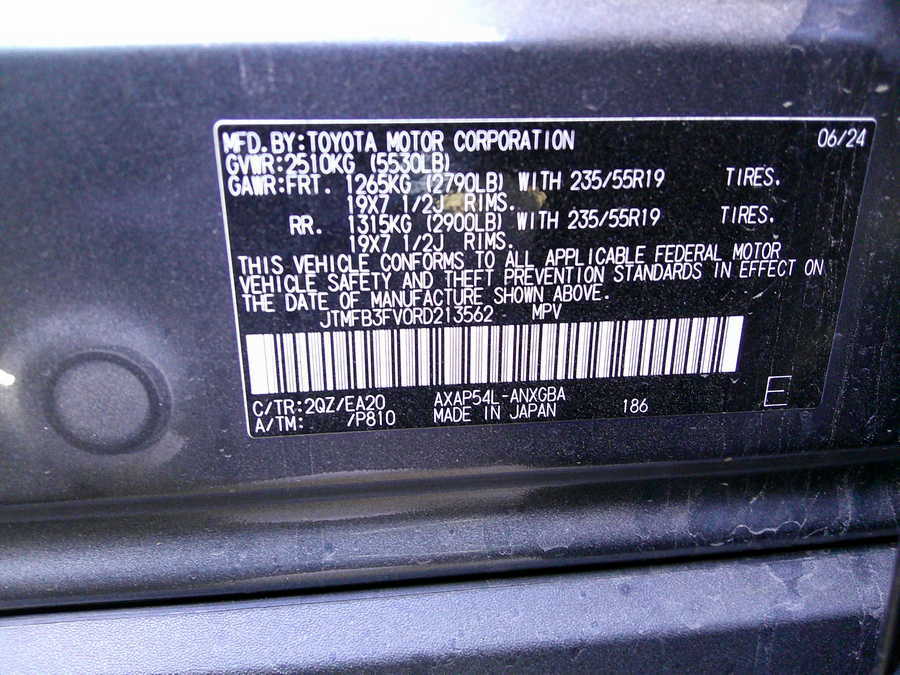 MFD.BY:TOYOTA MOTOR CORPORATION 06/24
GVWR:2510KG (5530LB)
GAWR:FRT. 1265KG (2790LB) WITH 235/55R19 TIRES.
19X7 1/2J RIMS.
RR. 1315KG (2900LB) WITH 235/55R19 TIRES.
19X7 1/2J RIMS.
THIS VEHICLE CONFORMS TO ALL APPLICABLE FEDERAL MOTOR
VEHICLE SAFETY AND THEFT PREVENTION STANDARDS IN EFFECT ON
THE DATE OF MANUFACTURE SHOWN ABOVE.
JTMFB3FV0RD213562 MPV
C/TR:2QZ/EA20 AXAP54L-ANXGBA
A/TM: /P810 MADE IN JAPAN 186 E